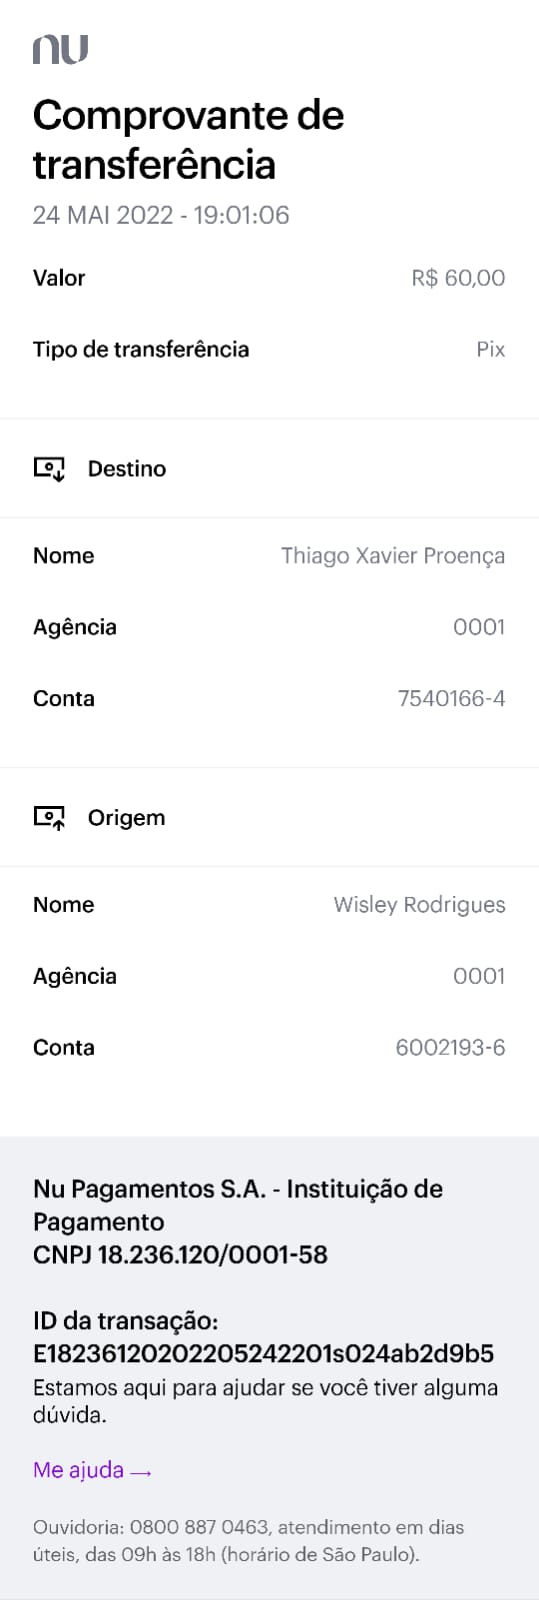 nu
Comprovante de
transferência
24 MAI 2022 - 19:01:06
Valor R$ 60,00
Tipo de transferência Pix
Destino
Nome Thiago Xavier Proença
Agência 0001
Conta 7540166-4
Origem
Nome Wisley Rodrigues
Agência 0001
Conta 6002193-6
Nu Pagamentos S.A. - Instituição de
Pagamento
CNPJ 18.236.120/0001-58
ID da transação:
E18236120202205242201s024ab2d9b5
Estamos aqui para ajudar se você tiver alguma
dúvida.
Me ajuda →
Ouvidoria: 0800 887 0463, atendimento em dias
úteis, das 09h às 18h (horário de São Paulo).